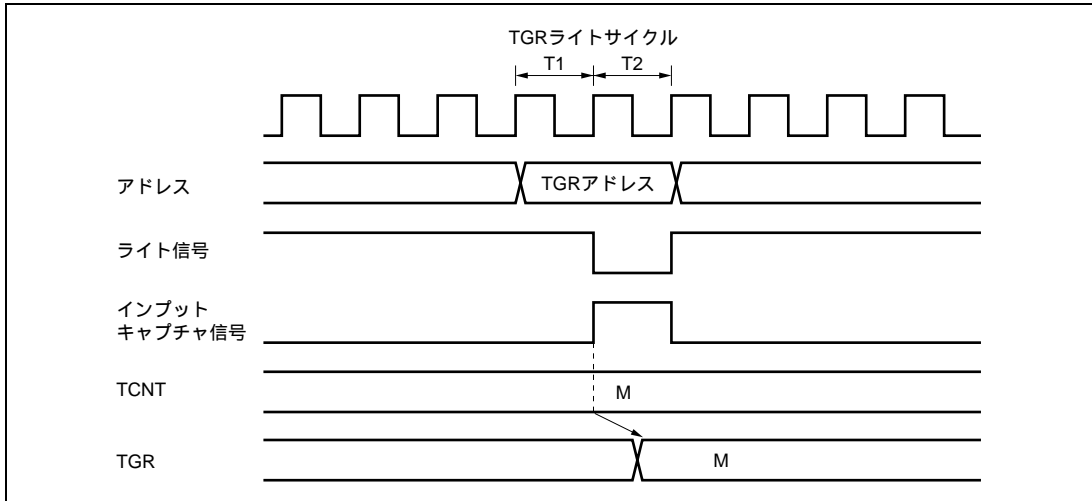 TGRライトサイクル
T1
T2
アドレス
TGRアドレス
ライト信号
インプット
キャプチャ信号
TCNT
M
TGR
M